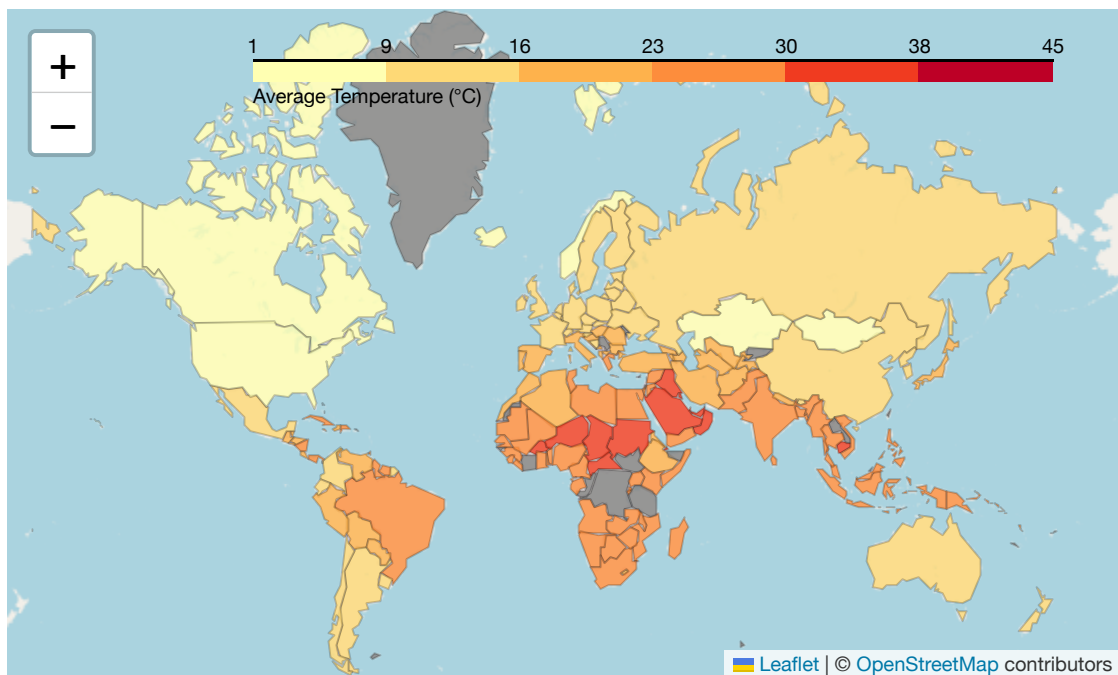 +
−
1 9 16 23 30 38 45
Average Temperature (°C)
Leaflet | © OpenStreetMap contributors